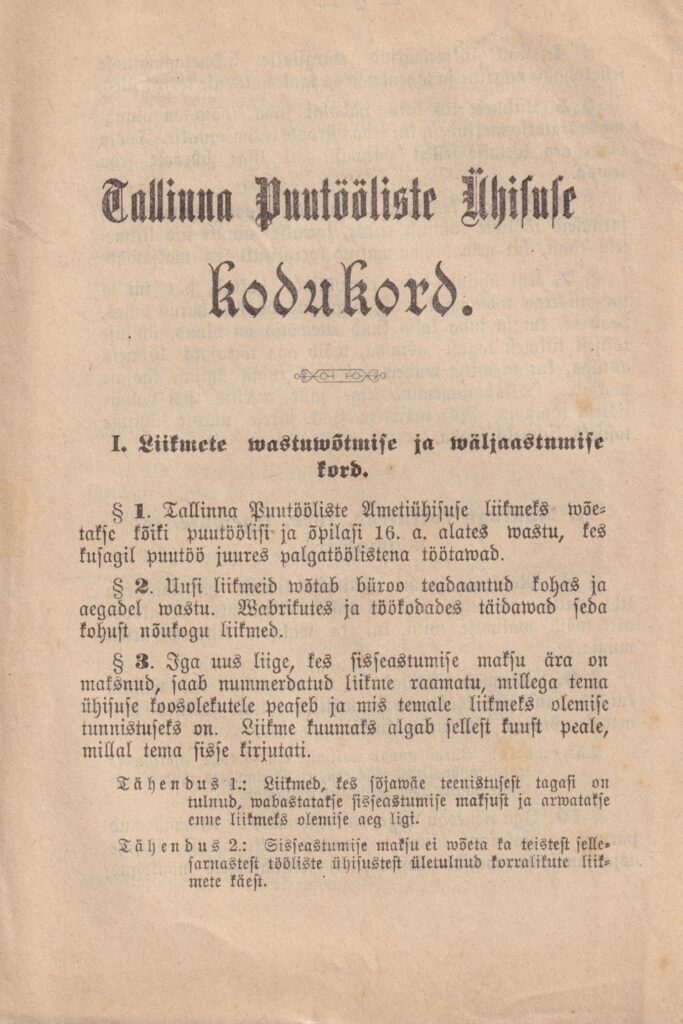 Tallinna Puutööliste Ühisuse
kodukord.
I. Liikmete wastuwõtmise ja wäljaastumise
kord.
§ 1. Tallinna Puutööliste Ametiühisuse liikmeks wõe-
takse kõiki puutöölisi ja õpilasi 16. a. alates wastu, kes
kusagil puutöö juures palgatöölistena töötawad.
§ 2. Uusi liikmeid wõtab büroo teadaantud kohas ja
aegadel wastu. Wabrikutes ja töökodades täidawad seda
kohust nõukogu liikmed.
§ 3. Iga uus liige, kes sisseastumise maksu ära on
maksnud, saab nummerdatud liikme raamatu, millega tema
ühisuse koosolekutele peaseb ja mis temale liikmeks olemise
tunnistuseks on. Liikme kuumaks algab sellest kuust peale,
millal tema sisse kirjutati.
Tähendus 1.: Liikmed, kes sõjawäe teenistusest tagasi on
tulnud, wabastatakse sisseastumise maksust ja arwatakse
enne liikmeks olemise aeg ligi.
Tähendus 2.: Sisseastumise maksu ei wõeta ka teistest selle-
sarnastest tööliste ühisustest ületulnud korralikute liik-
mete käest.